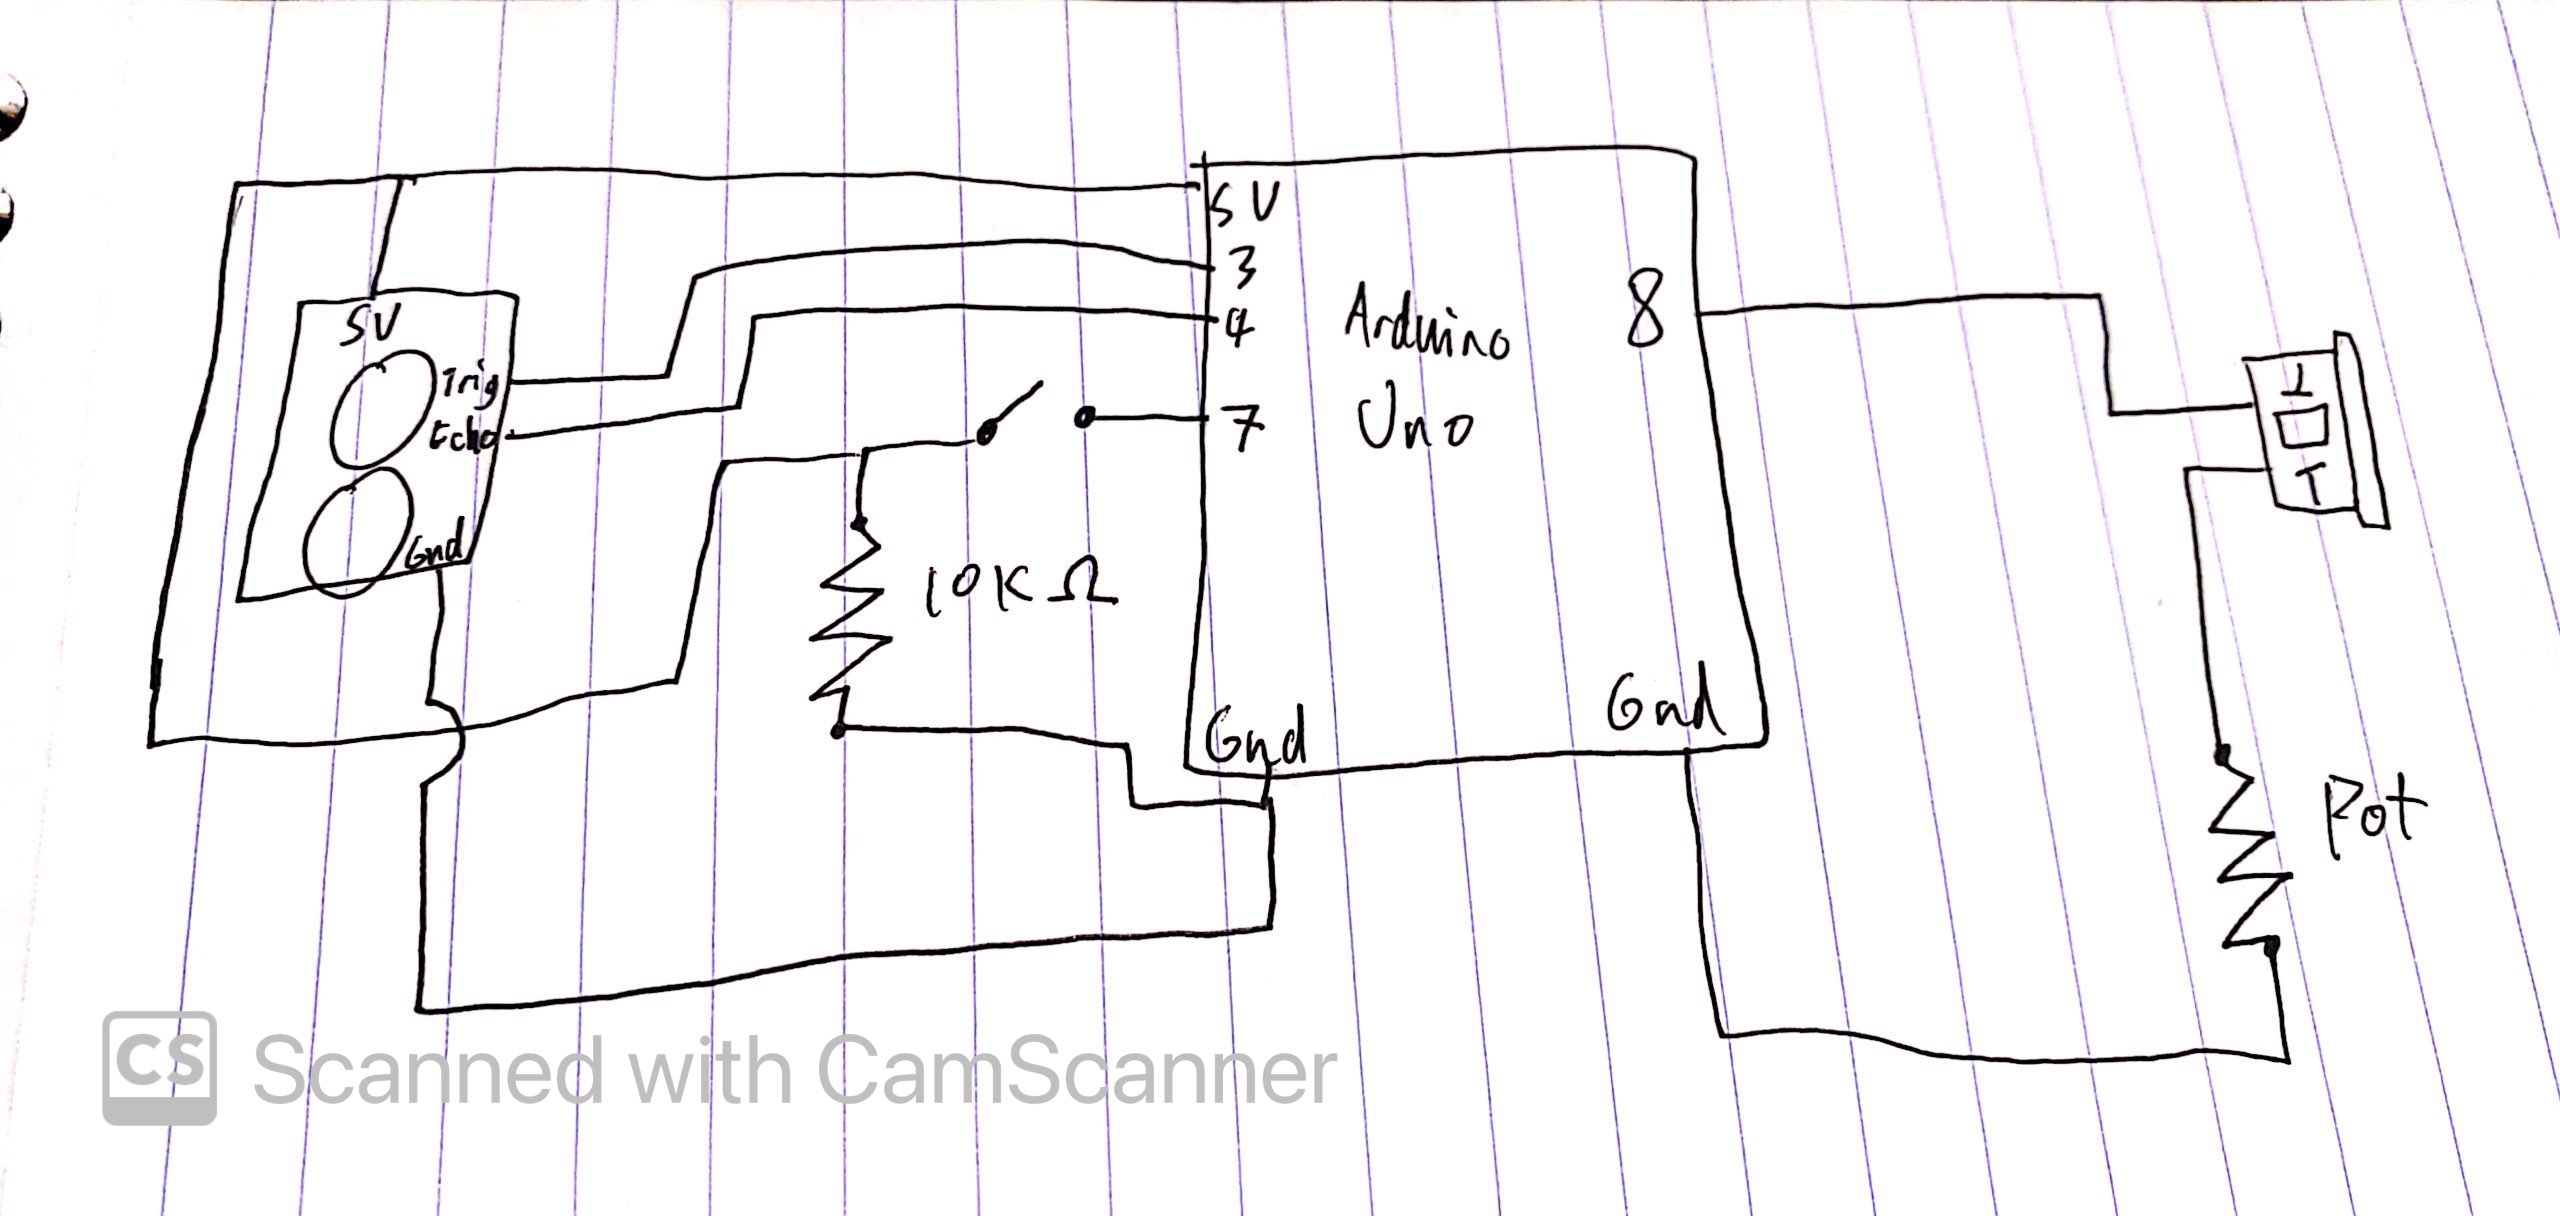 5V
3
4
7
Arduino
Uno
8
Gnd
Gnd
5V
Trig
Echo
Gnd
10KΩ
Pot
CS Scanned with CamScanner